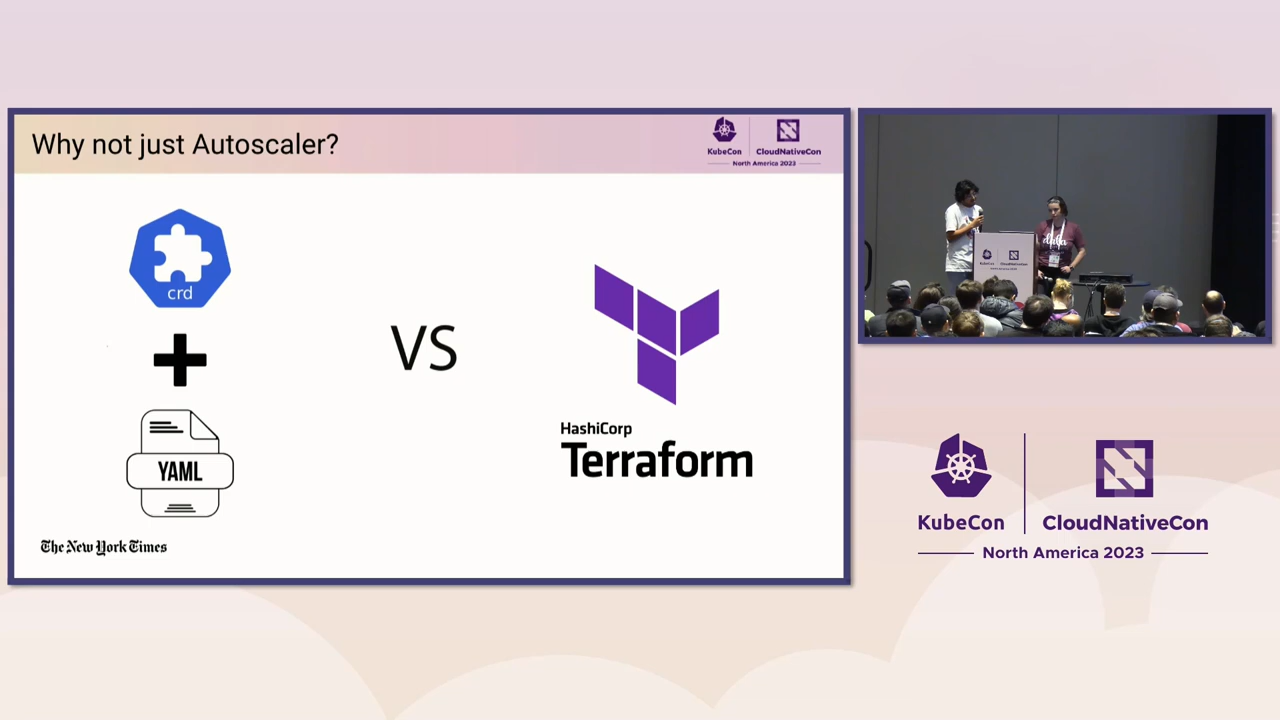 Why not just Autoscaler?
KubeCon
CloudNativeCon
North America 2023
crd
YAML
VS
HashiCorp
Terraform
The New York Times
KubeCon
CloudNativeCon
North America 2023